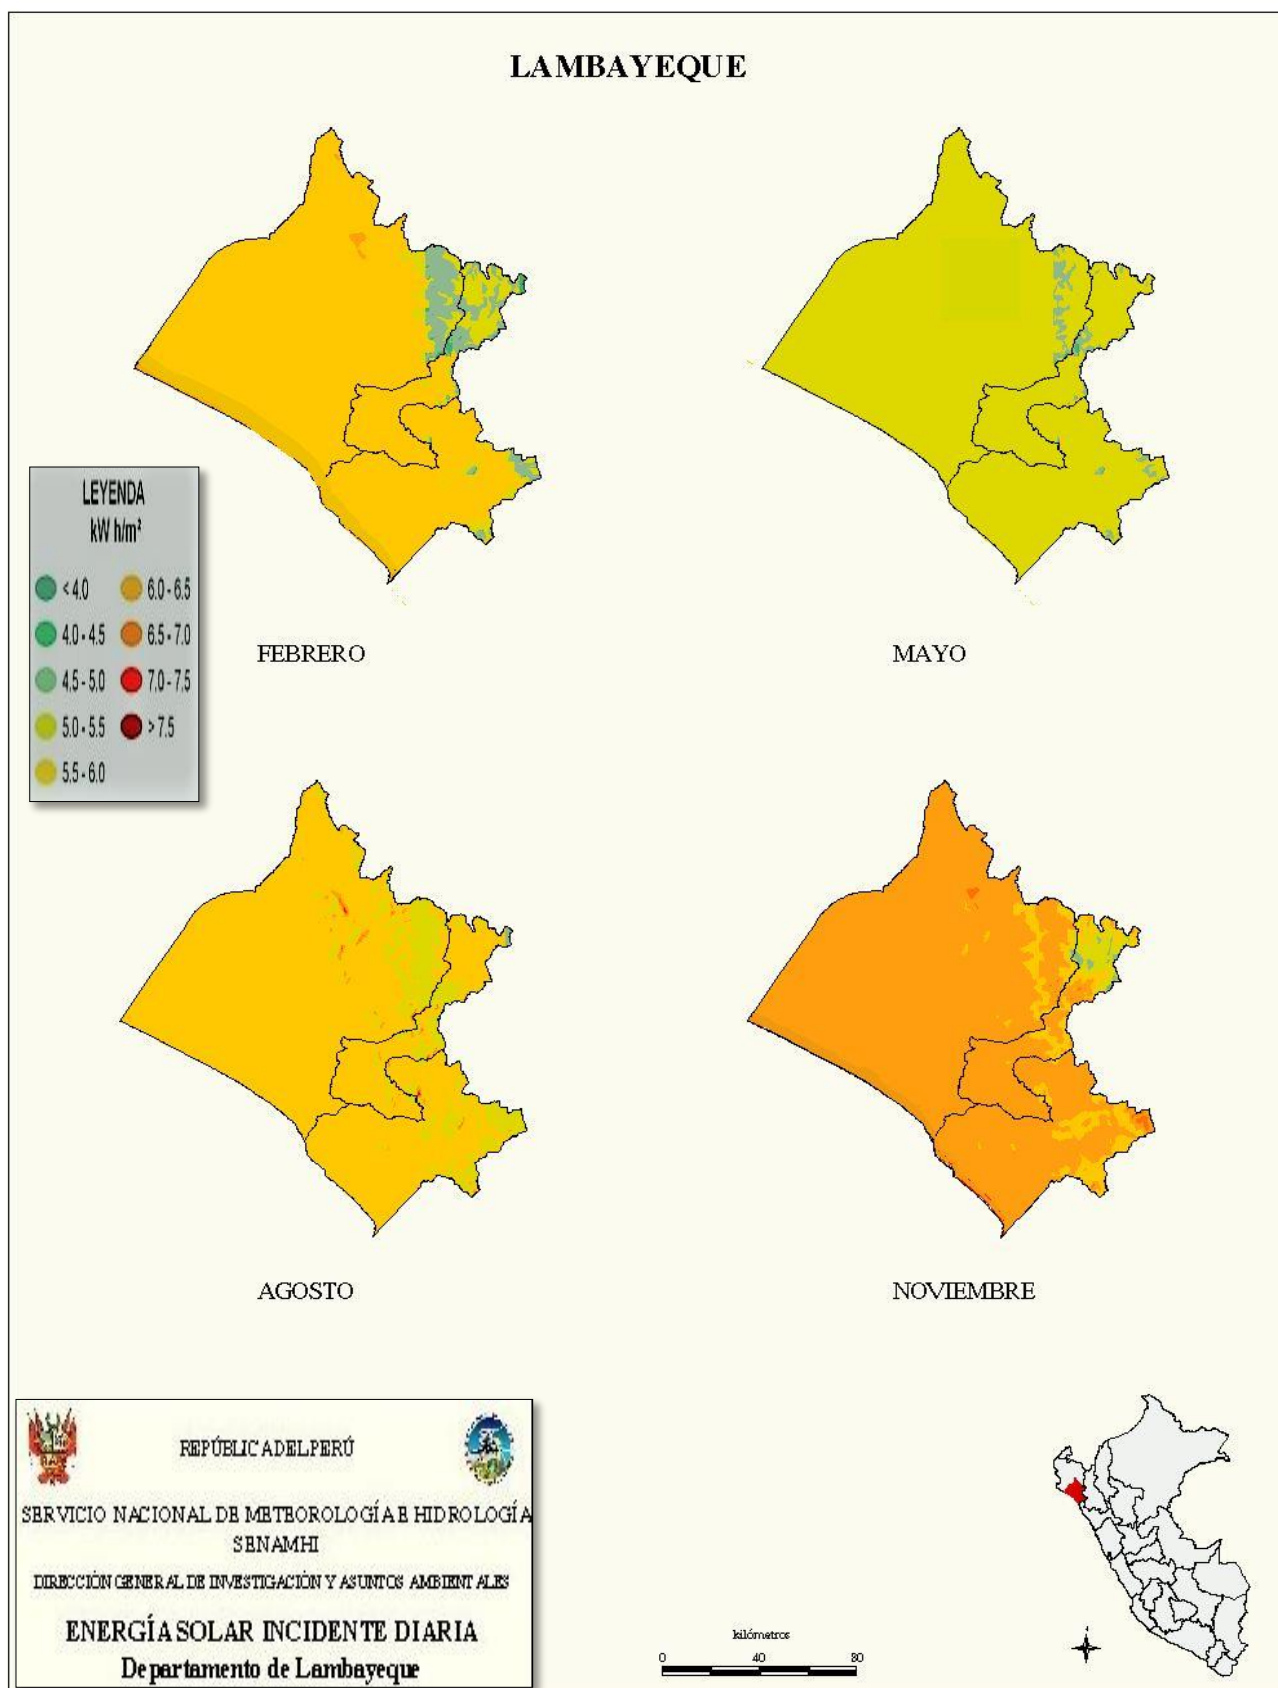 LAMBAYEQUE
LEYENDA
kW h/m²
< 4.0
4.0 - 4.5
4.5 - 5.0
5.0 - 5.5
5.5 - 6.0
6.0 - 6.5
6.5 - 7.0
7.0 - 7.5
> 7.5
FEBRERO
MAYO
AGOSTO
NOVIEMBRE
REPÚBLICA DEL PERÚ
SERVICIO NACIONAL DE METEOROLOGÍA E HIDROLOGÍA
SENAMHI
DIRECCIÓN GENERAL DE INVESTIGACIÓN Y ASUNTOS AMBIENTALES
ENERGÍA SOLAR INCIDENTE DIARIA
Departamento de Lambayeque
kilómetros
0 40 80